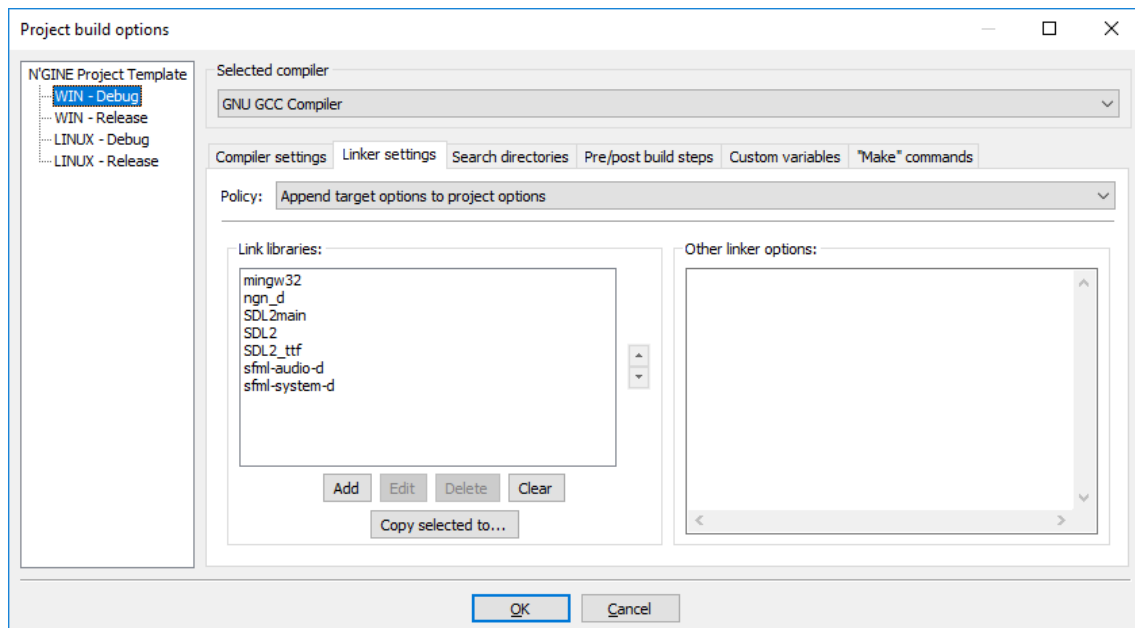 Project build options
N'GINE Project Template
WIN - Debug
WIN - Release
LINUX - Debug
LINUX - Release
Selected compiler
GNU GCC Compiler
Compiler settings Linker settings Search directories Pre/post build steps Custom variables "Make" commands
Policy: Append target options to project options
Link libraries:
mingw32
ngn_d
SDL2main
SDL2
SDL2_ttf
sfml-audio-d
sfml-system-d
Add Edit Delete Clear
Copy selected to...
Other linker options:
OK Cancel